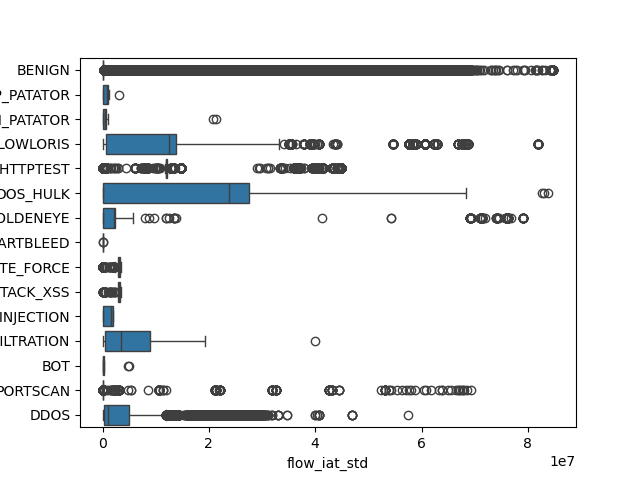 BENIGN
P_PATATOR
H_PATATOR
LOWLORIS
HTTPTEST
DOS_HULK
OLDENEYE
ARTBLEED
TE_FORCE
TACK_XSS
INJECTION
ILTRATION
BOT
PORTSCAN
DDOS
0 2 4 6 8
1e7
flow_iat_std